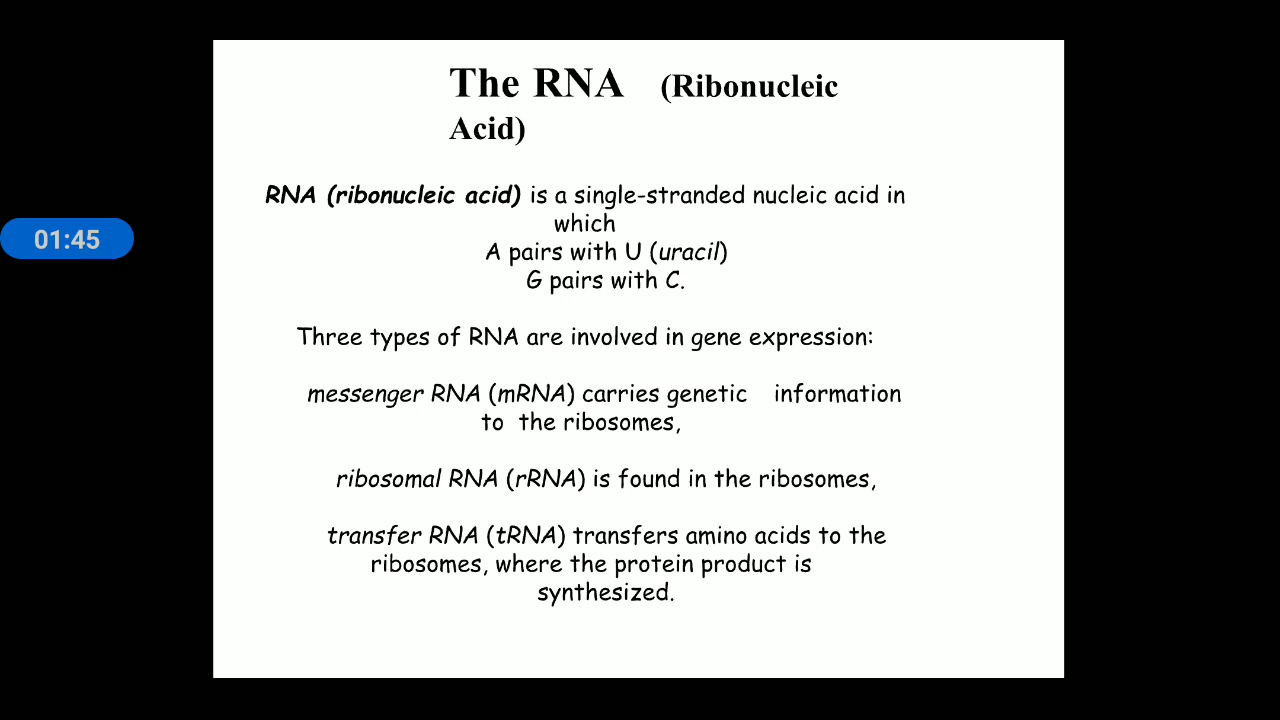 The RNA (Ribonucleic
Acid)
RNA (ribonucleic acid) is a single-stranded nucleic acid in
which
A pairs with U (uracil)
G pairs with C.
01:45
Three types of RNA are involved in gene expression:
messenger RNA (mRNA) carries genetic information
to the ribosomes,
ribosomal RNA (rRNA) is found in the ribosomes,
transfer RNA (tRNA) transfers amino acids to the
ribosomes, where the protein product is
synthesized.